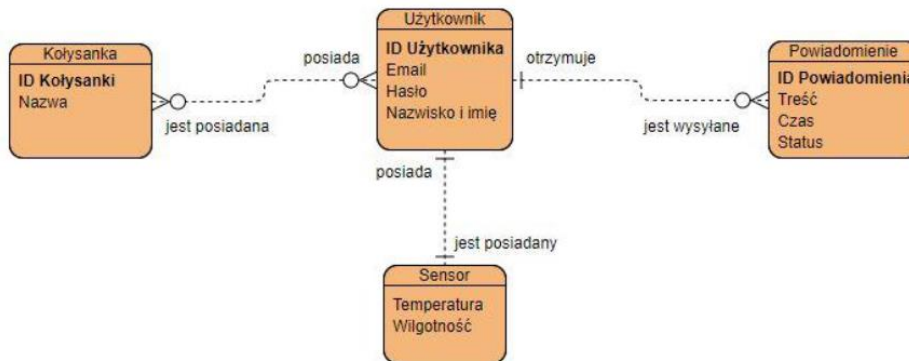 Użytkownik
ID Użytkownika
Email
Hasło
Nazwisko i imię
Kołysanka
ID Kołysanki
Nazwa
posiada
jest posiadana
otrzymuje
jest wysyłane
Powiadomienie
ID Powiadomienia
Treść
Czas
Status
posiada
jest posiadany
Sensor
Temperatura
Wilgotność